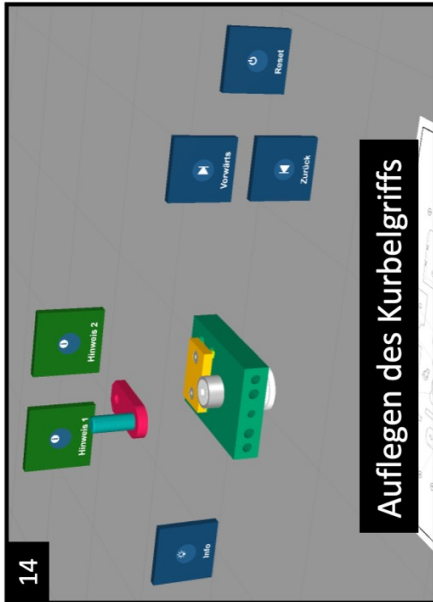 14
Hinweis 1
Hinweis 2
Info
Vorwärts
Zurück
Reset
Auflegen des Kurbelgriffs